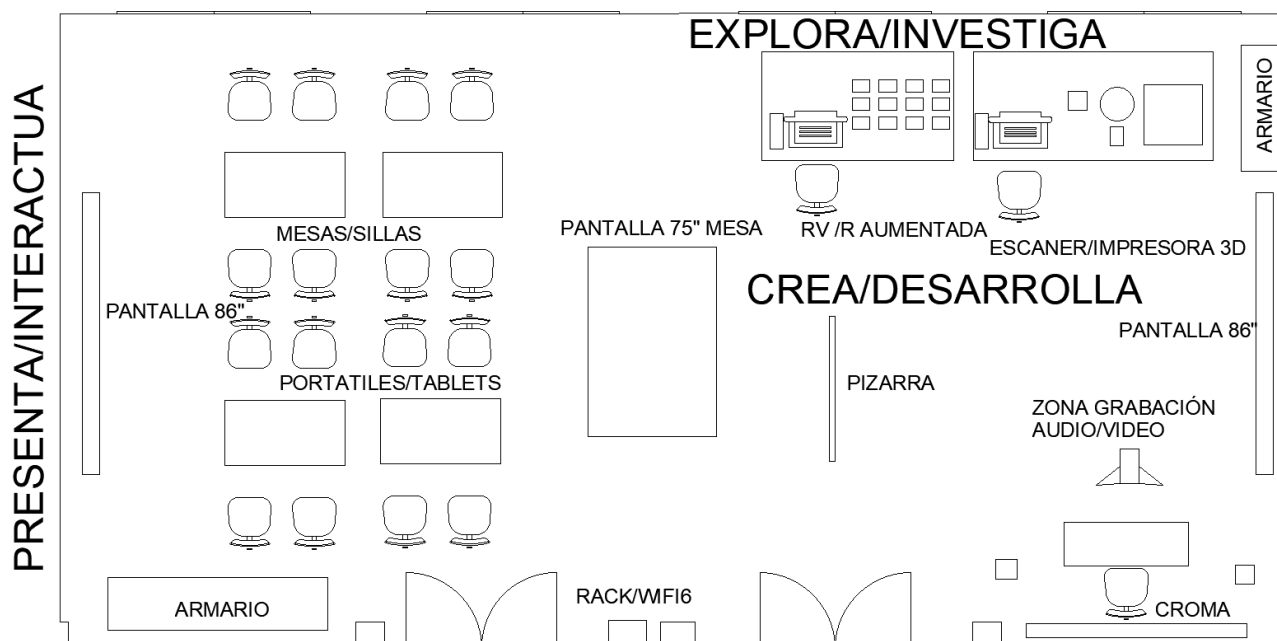 EXPLORA/INVESTIGA
ARMARIO
PRESENTA/INTERACTUA
MESAS/SILLAS
PANTALLA 75" MESA
RV /R AUMENTADA
ESCANER/IMPRESORA 3D
CREA/DESARROLLA
PANTALLA 86"
PANTALLA 86"
PORTATILES/TABLETS
PIZARRA
ZONA GRABACIÓN
AUDIO/VIDEO
RACK/WIFI6
ARMARIO
CROMA